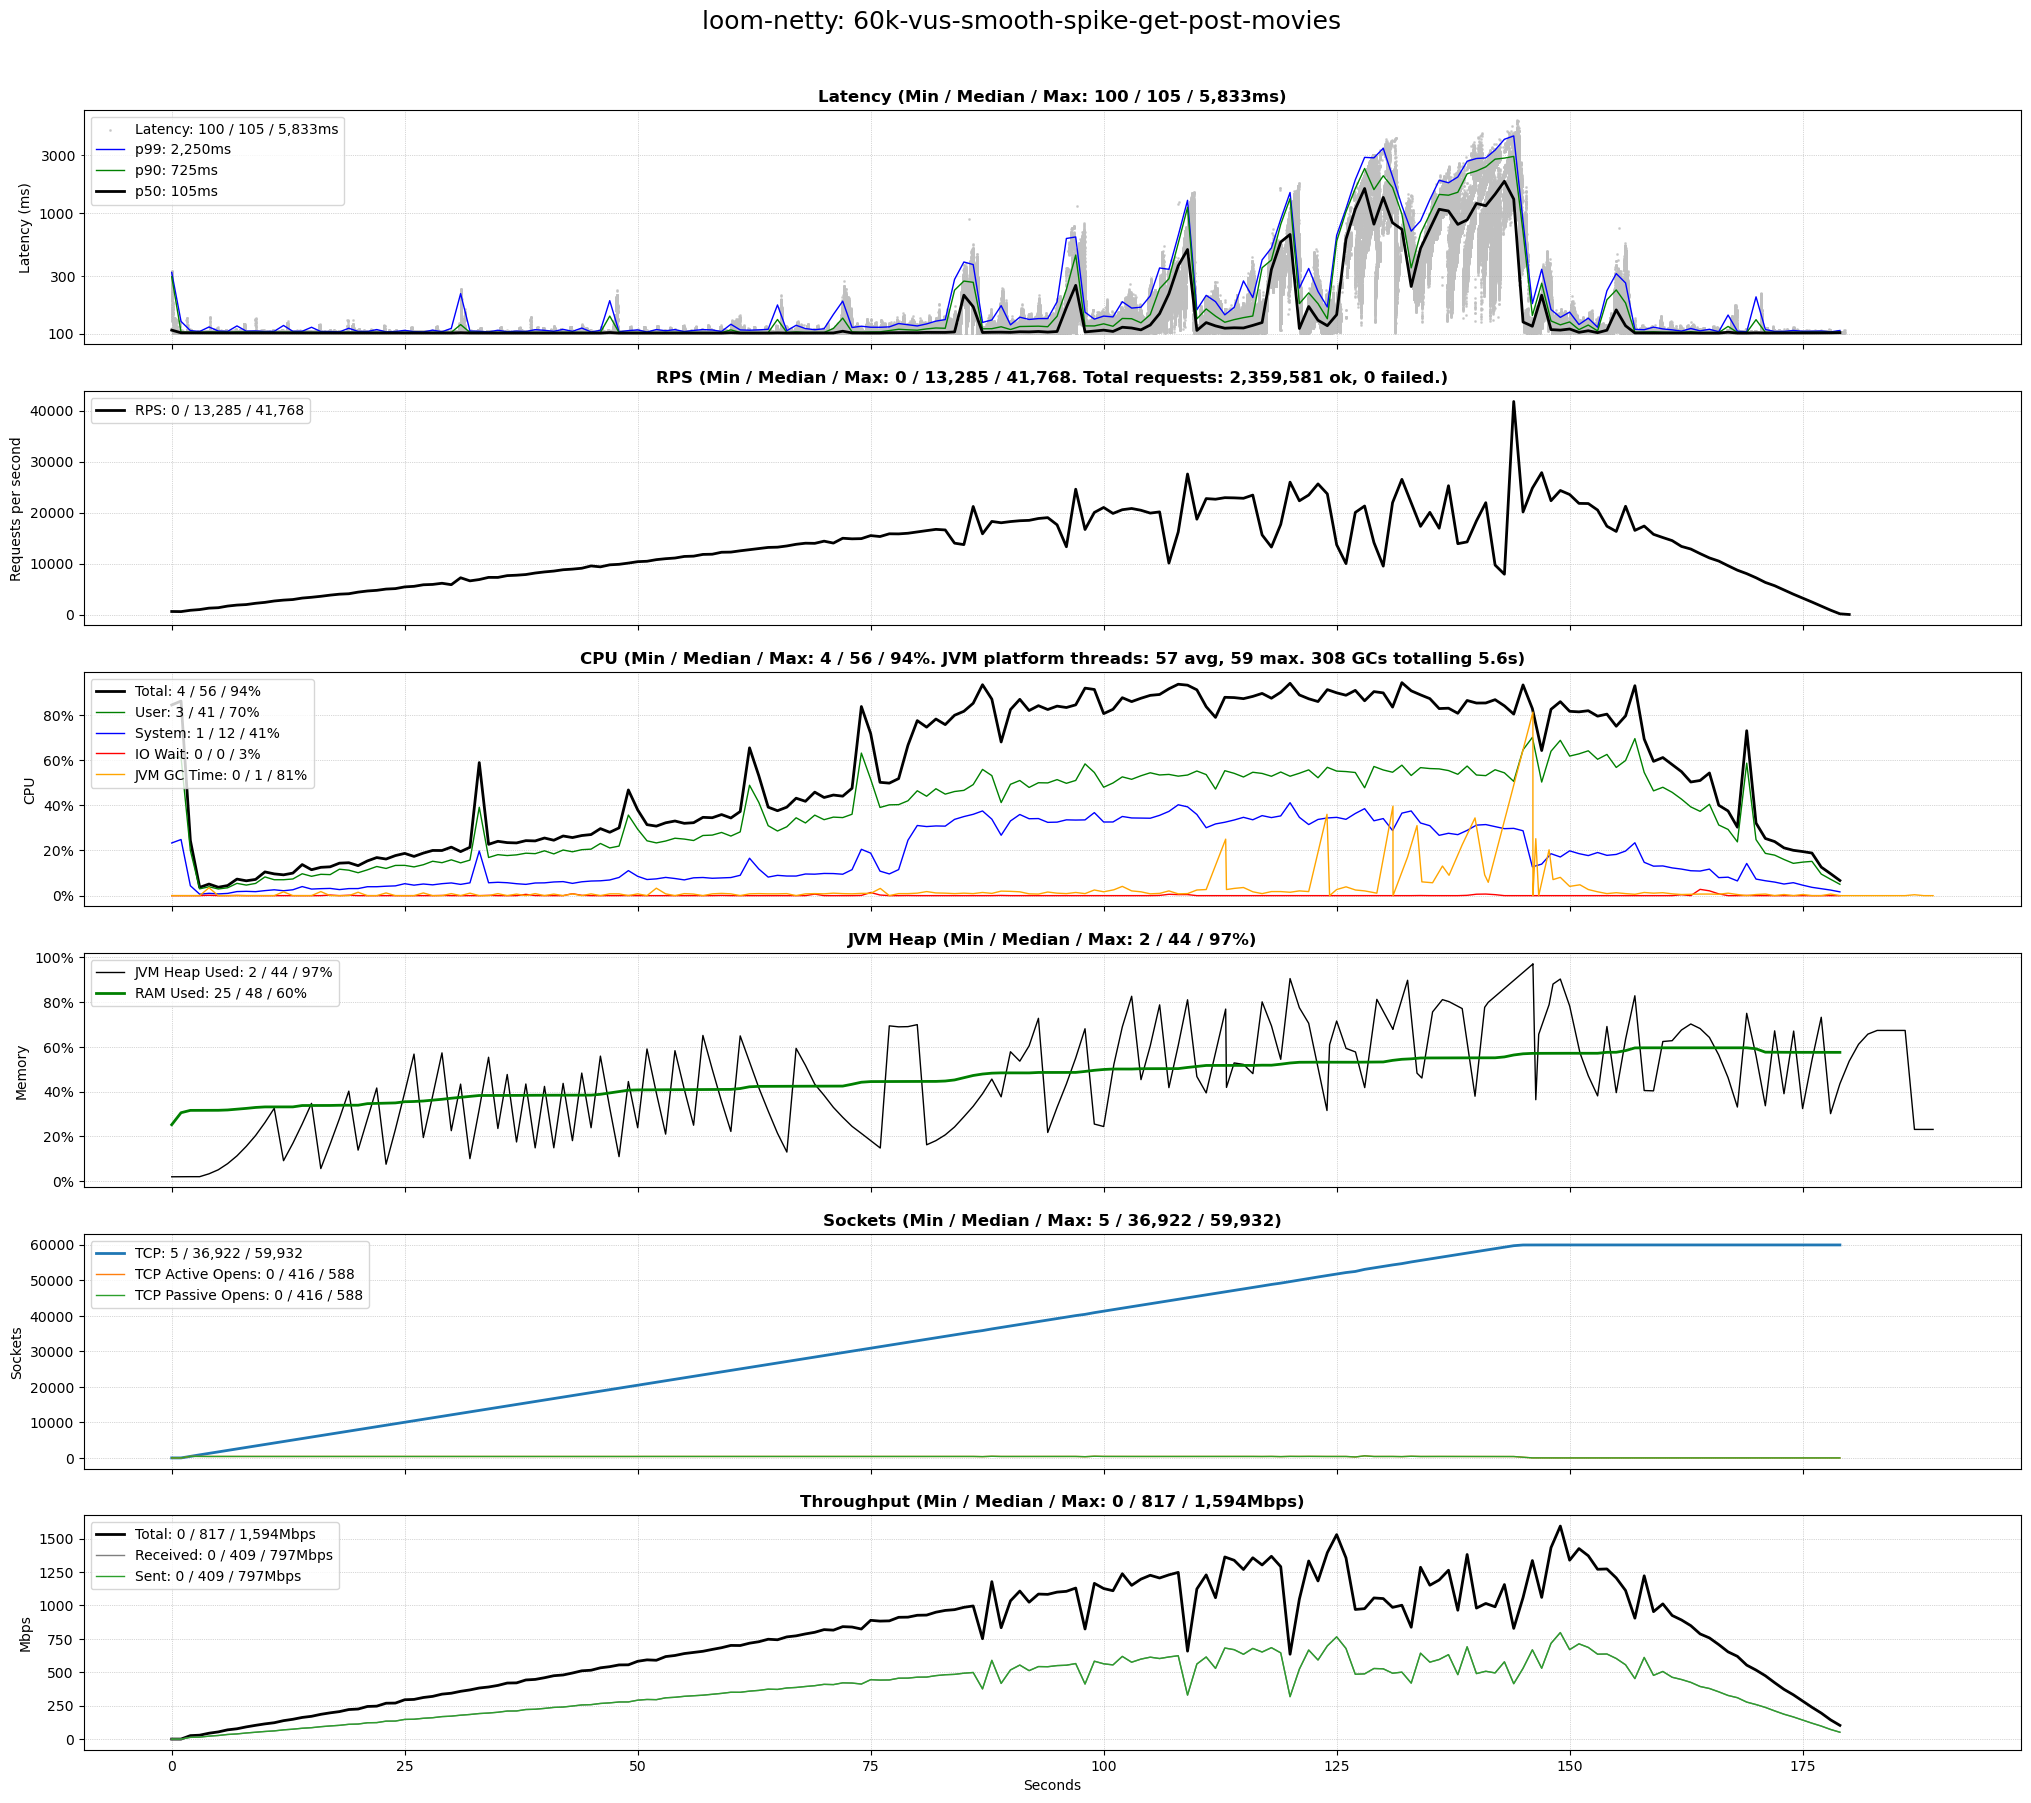 loom-netty: 60k-vus-smooth-spike-get-post-movies
Latency (Min / Median / Max: 100 / 105 / 5,833ms)
Latency: 100 / 105 / 5,833ms
p99: 2,250ms
p90: 725ms
p50: 105ms
Latency (ms)
3000
1000
300
100
RPS (Min / Median / Max: 0 / 13,285 / 41,768. Total requests: 2,359,581 ok, 0 failed.)
RPS: 0 / 13,285 / 41,768
Requests per second
40000
30000
20000
10000
0
CPU (Min / Median / Max: 4 / 56 / 94%. JVM platform threads: 57 avg, 59 max. 308 GCs totalling 5.6s)
Total: 4 / 56 / 94%
User: 3 / 41 / 70%
System: 1 / 12 / 41%
IO Wait: 0 / 0 / 3%
JVM GC Time: 0 / 1 / 81%
CPU
80%
60%
40%
20%
0%
JVM Heap (Min / Median / Max: 2 / 44 / 97%)
JVM Heap Used: 2 / 44 / 97%
RAM Used: 25 / 48 / 60%
Memory
100%
80%
60%
40%
20%
0%
Sockets (Min / Median / Max: 5 / 36,922 / 59,932)
TCP: 5 / 36,922 / 59,932
TCP Active Opens: 0 / 416 / 588
TCP Passive Opens: 0 / 416 / 588
Sockets
60000
50000
40000
30000
20000
10000
0
Throughput (Min / Median / Max: 0 / 817 / 1,594Mbps)
Total: 0 / 817 / 1,594Mbps
Received: 0 / 409 / 797Mbps
Sent: 0 / 409 / 797Mbps
Mbps
1500
1250
1000
750
500
250
0
0 25 50 75 100 125 150 175
Seconds